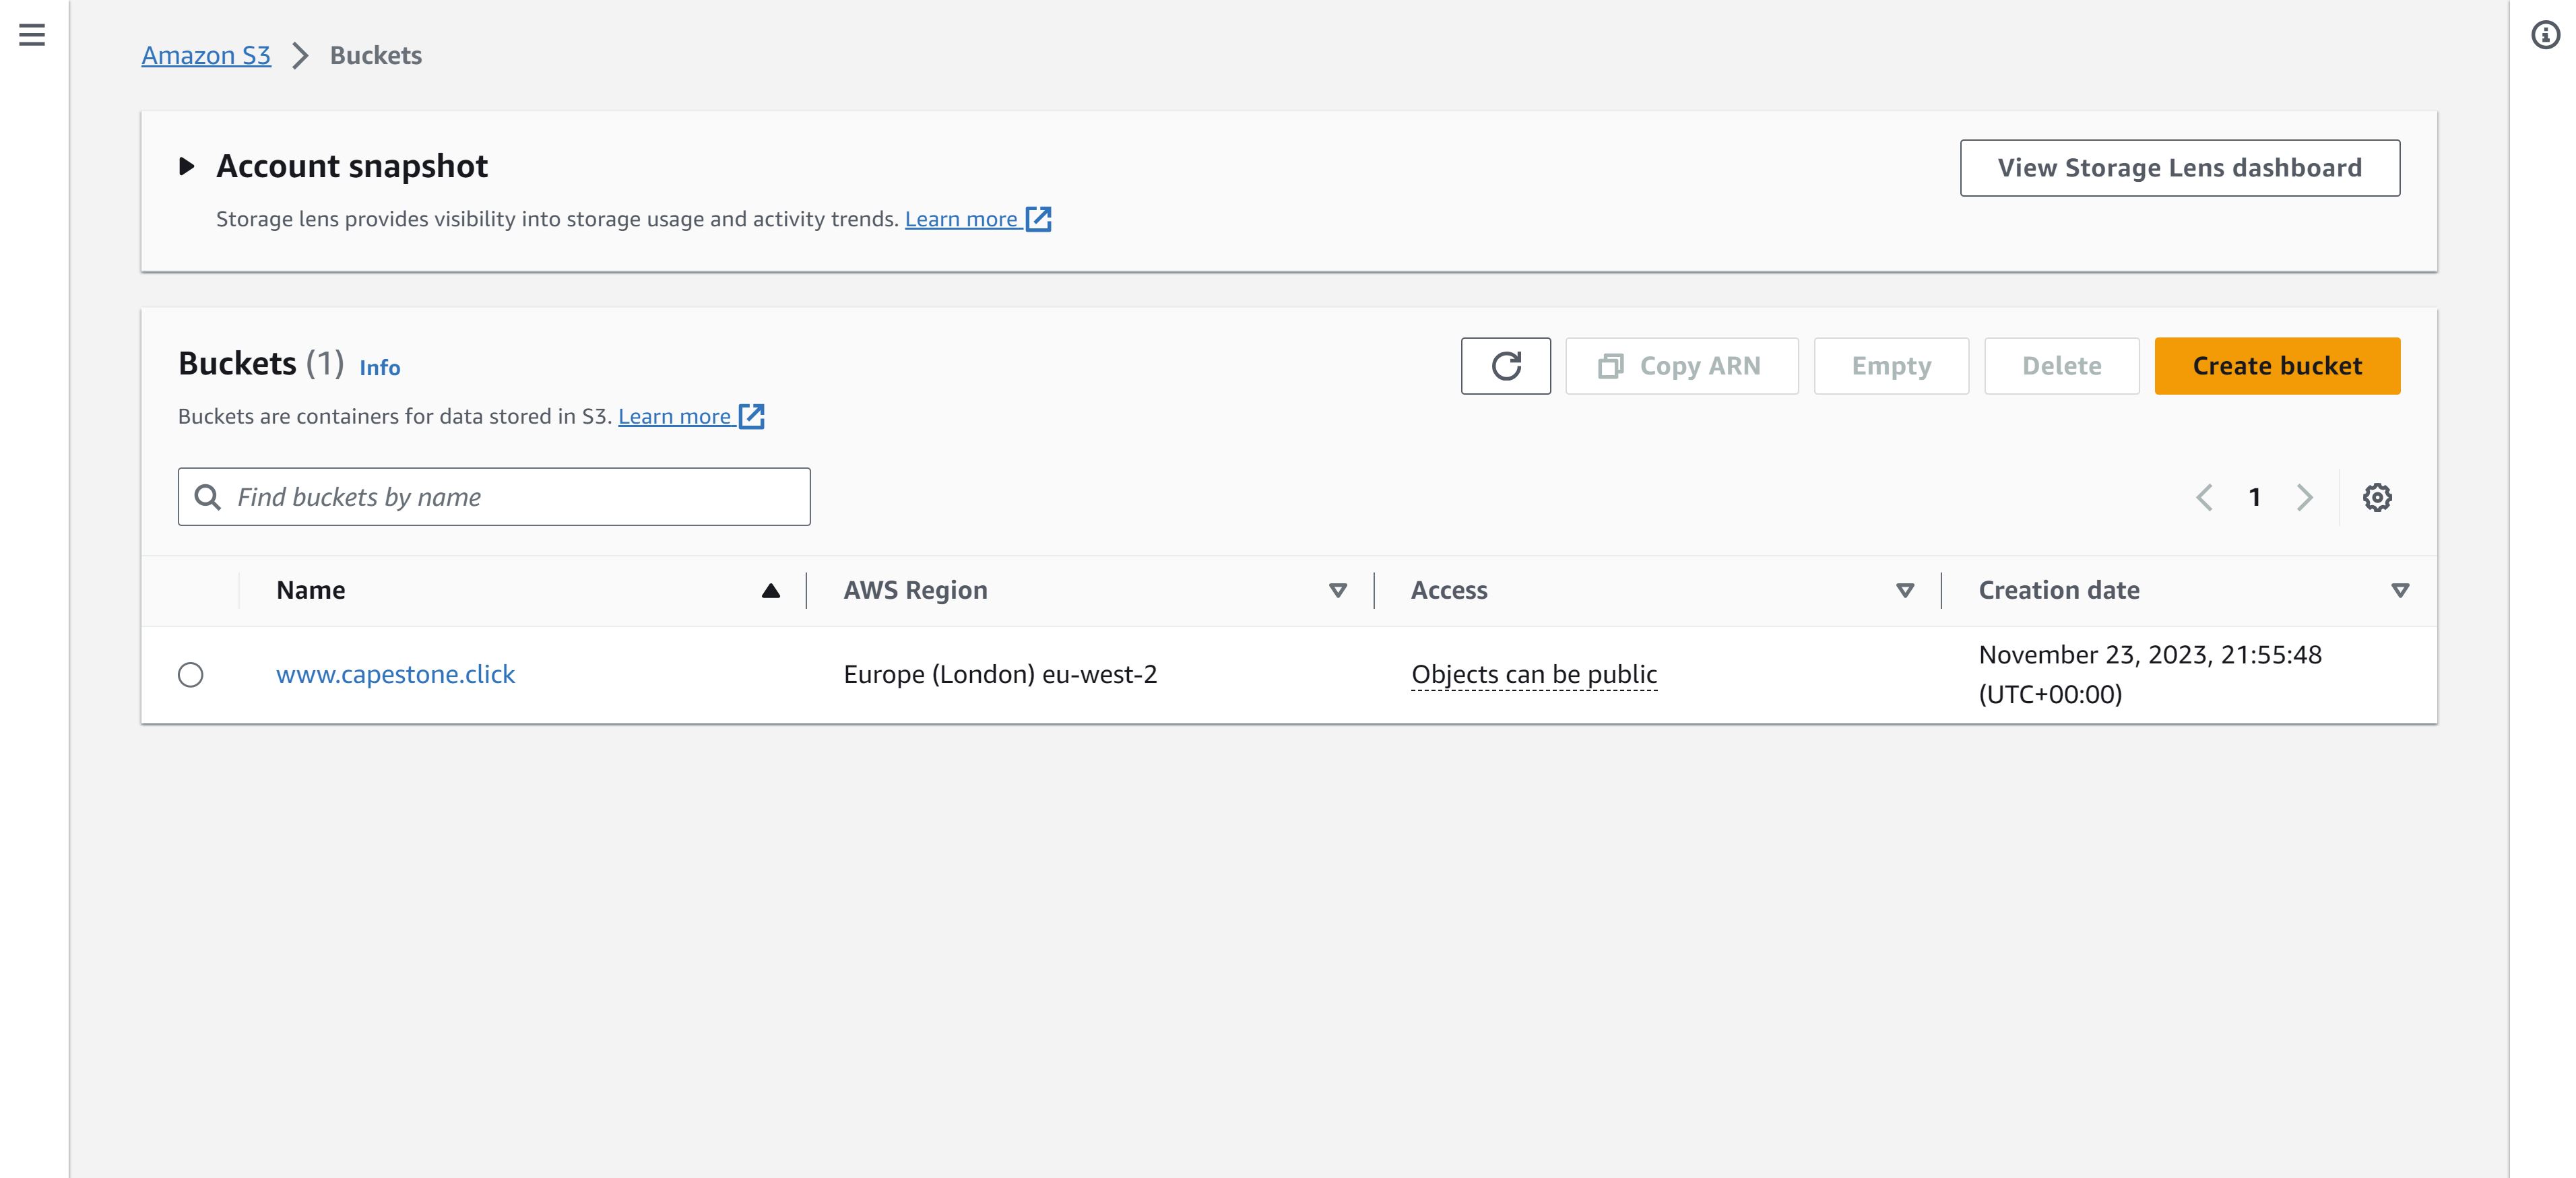 Amazon S3 > Buckets
Account snapshot
View Storage Lens dashboard
Storage lens provides visibility into storage usage and activity trends. Learn more
Buckets (1) Info
Copy ARN
Empty
Delete
Create bucket
Buckets are containers for data stored in S3. Learn more
Find buckets by name
1
Name
AWS Region
Access
Creation date
www.capestone.click
Europe (London) eu-west-2
Objects can be public
November 23, 2023, 21:55:48
(UTC+00:00)